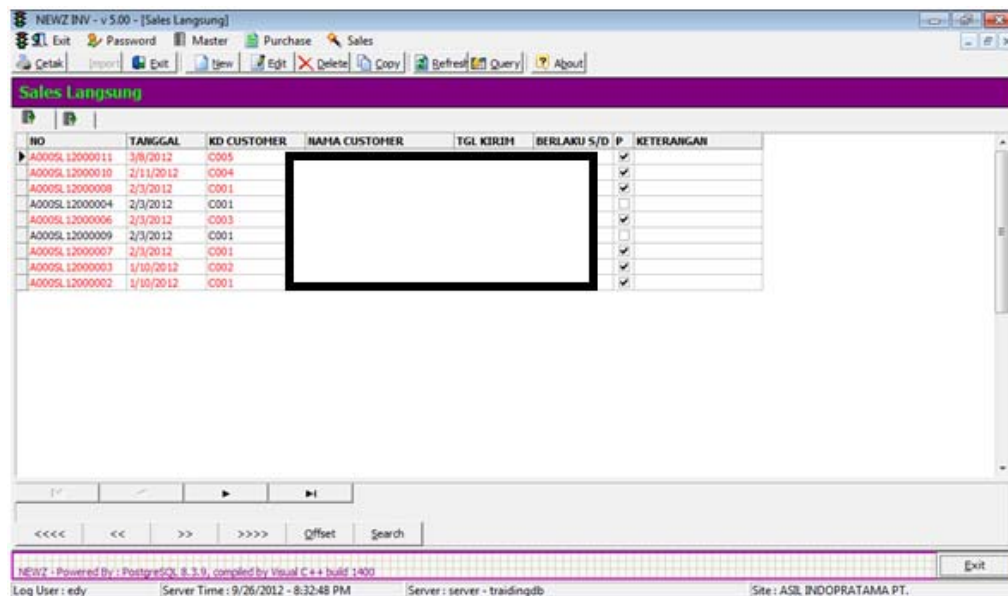 NEWZ INV - v 5.00 - [Sales Langsung]
Exit Password Master Purchase Sales
Cetak Import Exit New Edit Delete Copy Refresh Query About
Sales Langsung
NO TANGGAL KD CUSTOMER NAMA CUSTOMER TGL KIRIM BERLAKU S/D P KETERANGAN
A000SL12000011 3/8/2012 C005
A000SL12000010 2/11/2012 C004
A000SL12000008 2/3/2012 C001
A000SL12000004 2/3/2012 C001
A000SL12000006 2/3/2012 C003
A000SL12000009 2/3/2012 C001
A000SL12000007 2/3/2012 C001
A000SL12000003 1/10/2012 C002
A000SL12000002 1/10/2012 C001
<<<< << >> >>>> Offset Search
NEWZ - Powered By : PostgreSQL 8.3.9, compiled by Visual C++ build 1400 Exit
Log User : edy Server Time : 9/26/2012 - 8:32:48 PM Server : server - traidingdb Site : ASIL INDOPRATAMA PT.